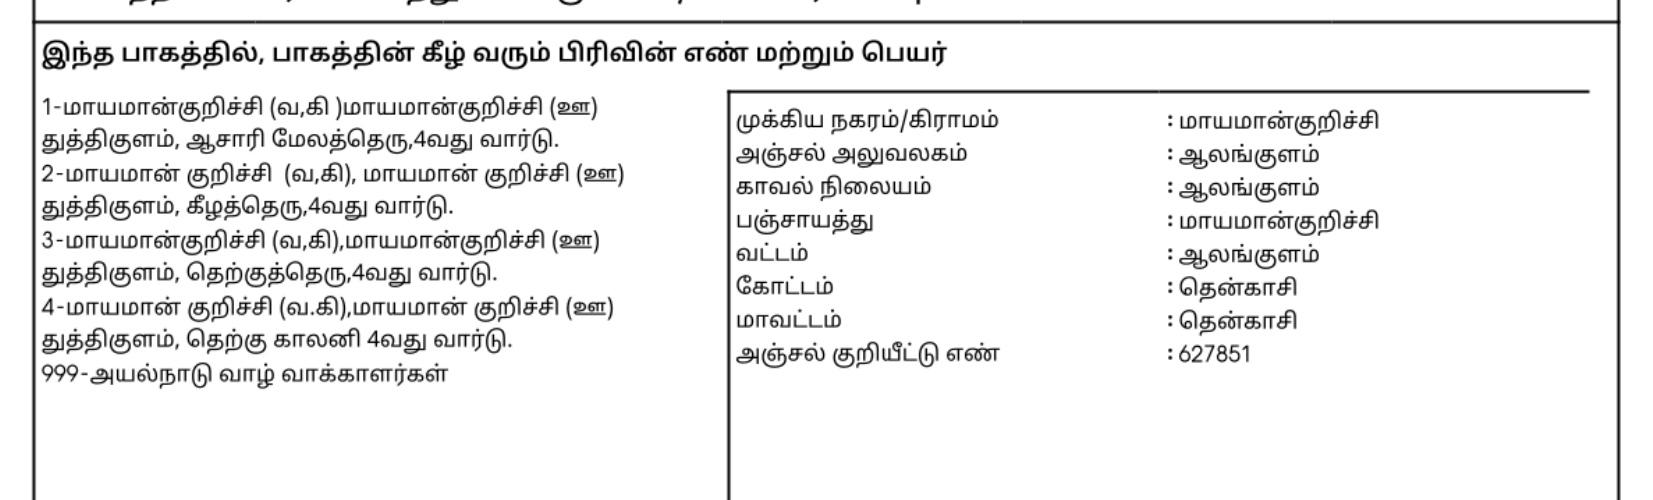 இந்த பாகத்தில், பாகத்தின் கீழ் வரும் பிரிவின் எண் மற்றும் பெயர்
1-மாயமான்குறிச்சி (வ,கி )மாயமான்குறிச்சி (ஊ)
துத்திகுளம், ஆசாரி மேலத்தெரு,4வது வார்டு.
2-மாயமான் குறிச்சி  (வ,கி), மாயமான் குறிச்சி (ஊ)
துத்திகுளம், கீழத்தெரு,4வது வார்டு.
3-மாயமான்குறிச்சி (வ,கி),மாயமான்குறிச்சி (ஊ)
துத்திகுளம், தெற்குத்தெரு,4வது வார்டு.
4-மாயமான் குறிச்சி (வ.கி),மாயமான் குறிச்சி (ஊ)
துத்திகுளம், தெற்கு காலனி 4வது வார்டு.
999-அயல்நாடு வாழ் வாக்காளர்கள்
முக்கிய நகரம்/கிராமம் : மாயமான்குறிச்சி
அஞ்சல் அலுவலகம் : ஆலங்குளம்
காவல் நிலையம் : ஆலங்குளம்
பஞ்சாயத்து : மாயமான்குறிச்சி
வட்டம் : ஆலங்குளம்
கோட்டம் : தென்காசி
மாவட்டம் : தென்காசி
அஞ்சல் குறியீட்டு எண் : 627851